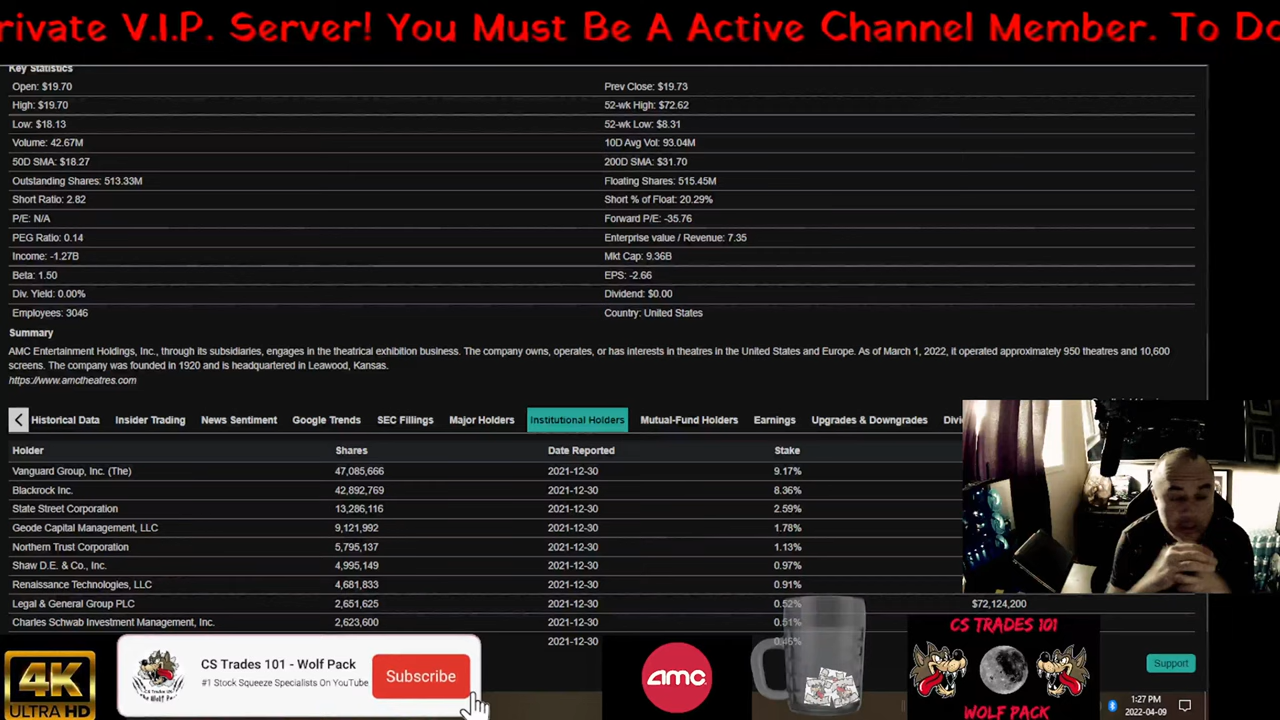 rivate V.I.P. Server! You Must Be A Active Channel Member. To Do
Key Statistics
Open: $19.70
Prev Close: $19.73
High: $19.70
52-wk High: $72.62
Low: $18.13
52-wk Low: $8.31
Volume: 42.67M
10D Avg Vol: 93.04M
50D SMA: $18.27
200D SMA: $31.70
Outstanding Shares: 513.33M
Floating Shares: 515.45M
Short Ratio: 2.82
Short % of Float: 20.29%
P/E: N/A
Forward P/E: -35.76
PEG Ratio: 0.14
Enterprise value / Revenue: 7.35
Income: -1.27B
Mkt Cap: 9.36B
Beta: 1.50
EPS: -2.66
Div. Yield: 0.00%
Dividend: $0.00
Employees: 3046
Country: United States
Summary
AMC Entertainment Holdings, Inc., through its subsidiaries, engages in the theatrical exhibition business. The company owns, operates, or has interests in theatres in the United States and Europe. As of March 1, 2022, it operated approximately 950 theatres and 10,600
screens. The company was founded in 1920 and is headquartered in Leawood, Kansas.
https://www.amctheatres.com
Historical Data Insider Trading News Sentiment Google Trends SEC Fillings Major Holders Institutional Holders Mutual-Fund Holders Earnings Upgrades & Downgrades Divi
Holder Shares Date Reported Stake
Vanguard Group, Inc. (The) 47,085,666 2021-12-30 9.17%
Blackrock Inc. 42,892,769 2021-12-30 8.36%
State Street Corporation 13,286,116 2021-12-30 2.59%
Geode Capital Management, LLC 9,121,992 2021-12-30 1.78%
Northern Trust Corporation 5,795,137 2021-12-30 1.13%
Shaw D.E. & Co., Inc. 4,995,149 2021-12-30 0.97%
Renaissance Technologies, LLC 4,681,833 2021-12-30 0.91%
Legal & General Group PLC 2,651,625 2021-12-30 0.52% $72,124,200
Charles Schwab Investment Management, Inc. 2,623,600 2021-12-30 0.51%
2021-12-30 0.46%
CS Trades 101 - Wolf Pack
#1 Stock Squeeze Specialists On YouTube
Subscribe
4K
ULTRA HD
amc
CS TRADES 101
WOLF PACK
Support
1:27 PM
2022-04-09